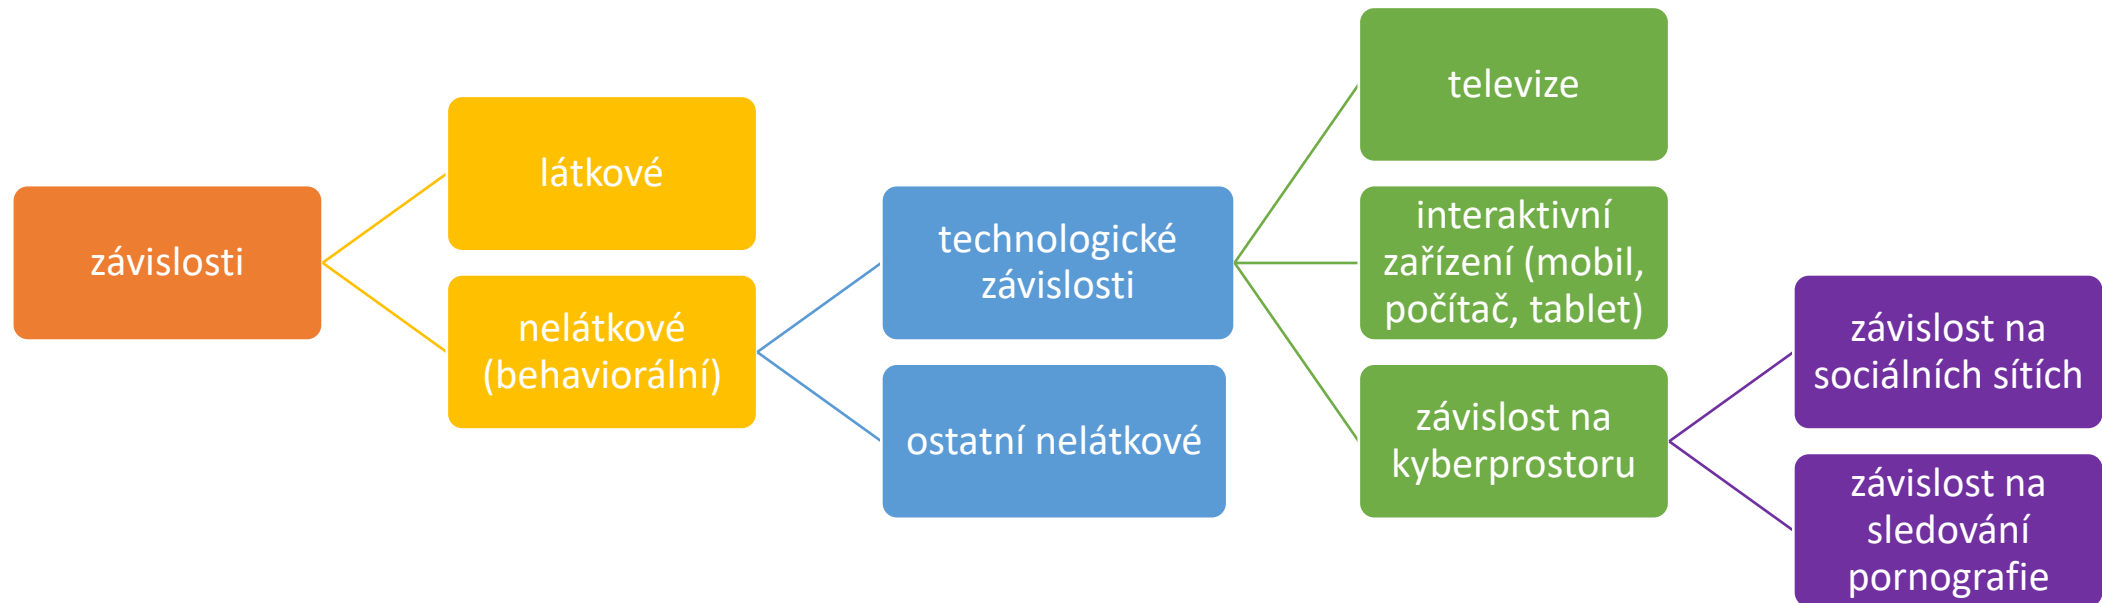 závislosti
látkové
nelátkové
(behaviorální)
technologické
závislosti
ostatní nelátkové
televize
interaktivní
zařízení (mobil,
počítač, tablet)
závislost na
kyberprostoru
závislost na
sociálních sítích
závislost na
sledování
pornografie